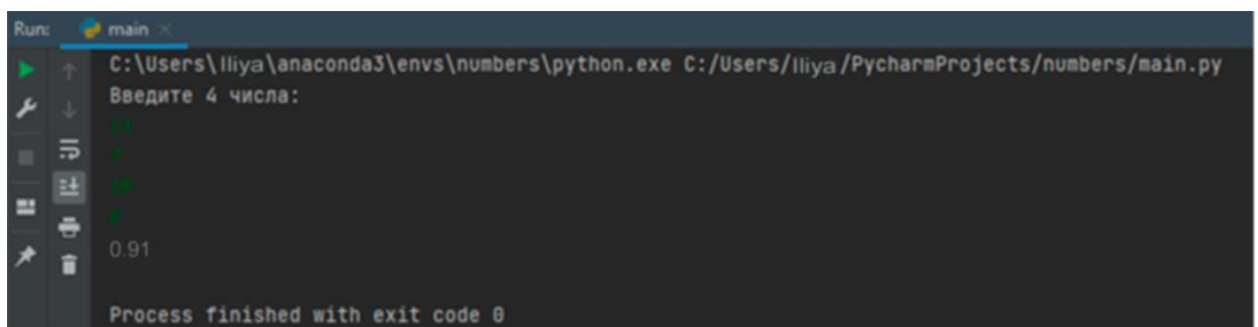 Run: main
C:\Users\Iliya\anaconda3\envs\numbers\python.exe C:/Users/Iliya/PycharmProjects/numbers/main.py
Введите 4 числа:
0.91
Process finished with exit code 0